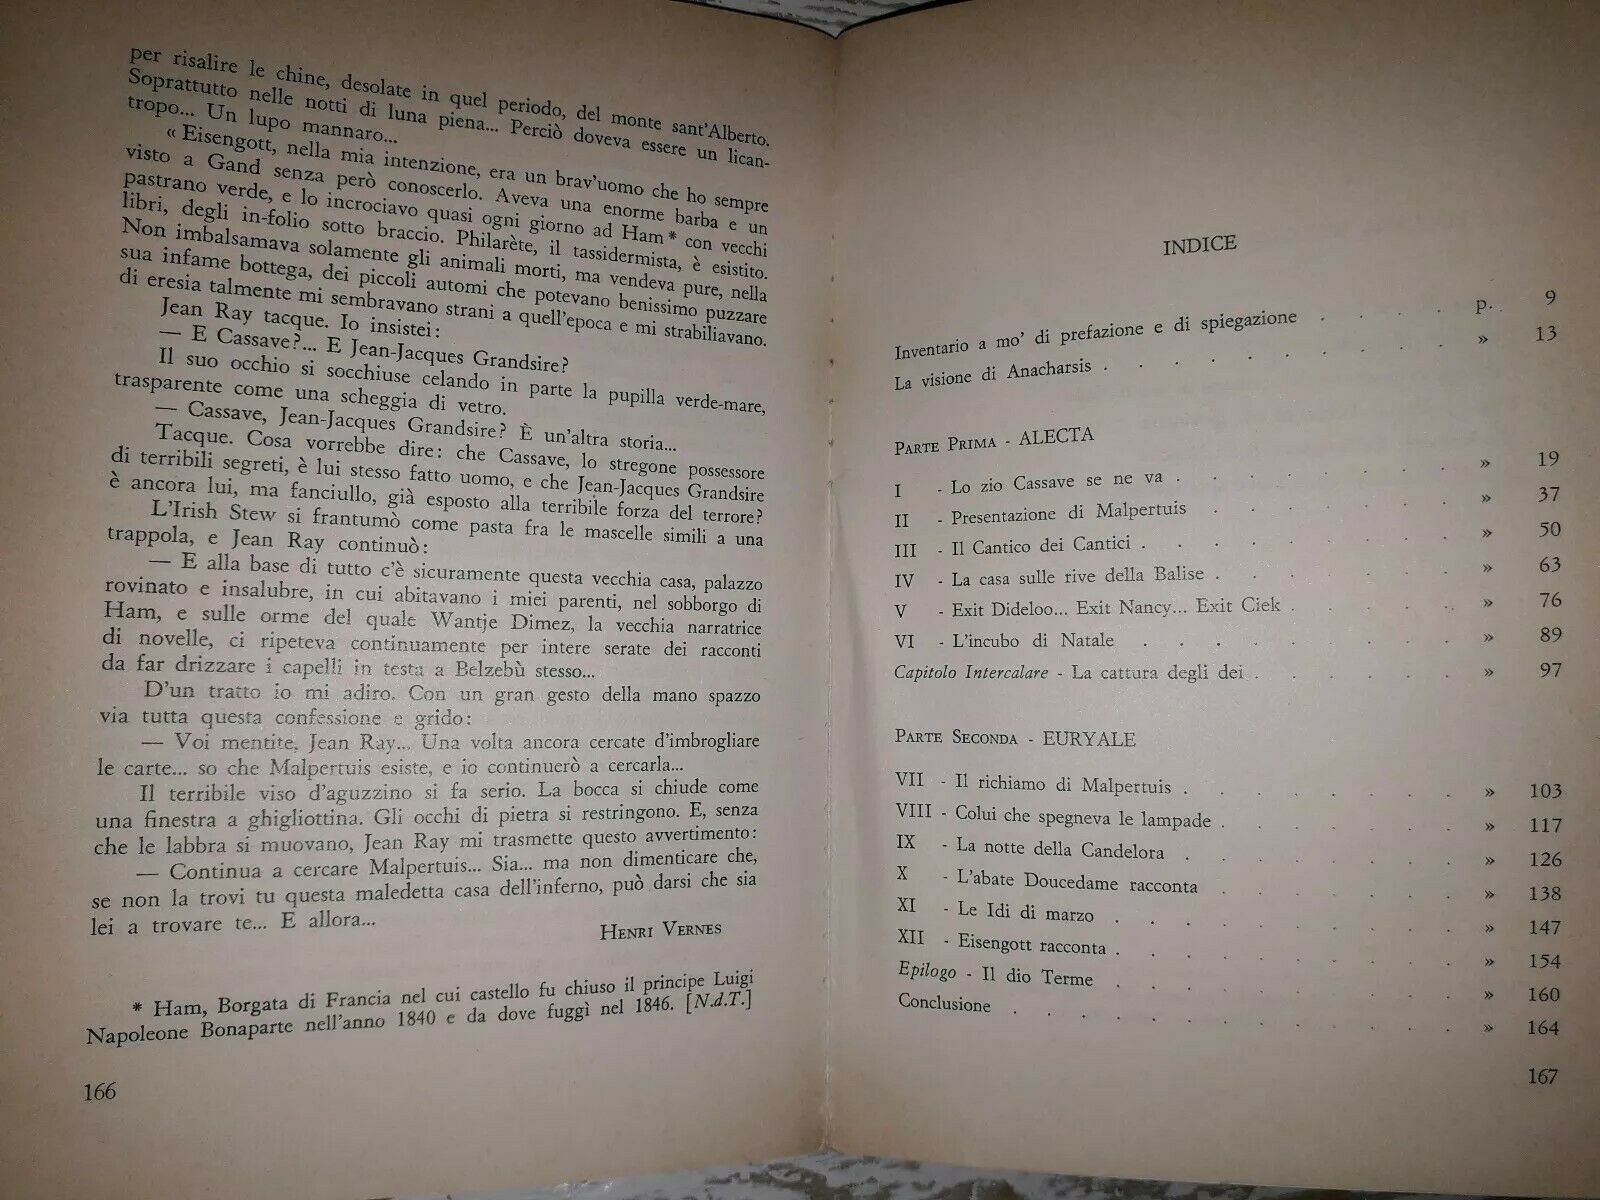 per risalire le chine, desolate in quel periodo, del monte sant'Alberto.
Soprattutto nelle notti di luna piena... Perciò doveva essere un lican-
tropo... Un lupo mannaro...
« Eisengott, nella mia intenzione, era un brav'uomo che ho sempre
visto a Gand senza però conoscerlo. Aveva una enorme barba e un
pastrano verde, e lo incrociavo quasi ogni giorno ad Ham* con vecchi
libri, degli in-folio sotto braccio. Philarète, il tassidermista, è esistito.
Non imbalsamava solamente gli animali morti, ma vendeva pure, nella
sua infame bottega, dei piccoli automi che potevano benissimo puzzare
di eresia talmente mi sembravano strani a quell'epoca e mi strabiliavano.
Jean Ray tacque. Io insistei:
— E Cassave?... E Jean-Jacques Grandsire?
Il suo occhio si socchiuse celando in parte la pupilla verde-mare,
trasparente come una scheggia di vetro.
— Cassave, Jean-Jacques Grandsire? È un'altra storia...
Tacque. Cosa vorrebbe dire: che Cassave, lo stregone possessore
di terribili segreti, è lui stesso fatto uomo, e che Jean-Jacques Grandsire
è ancora lui, ma fanciullo, già esposto alla terribile forza del terrore?
L'Irish Stew si frantumò come pasta fra le mascelle simili a una
trappola, e Jean Ray continuò:
— E alla base di tutto c'è sicuramente questa vecchia casa, palazzo
rovinato e insalubre, in cui abitavano i miei parenti, nel sobborgo di
Ham, e sulle orme del quale Wantje Dimez, la vecchia narratrice
di novelle, ci ripeteva continuamente per intere serate dei racconti
da far drizzare i capelli in testa a Belzebù stesso...
D'un tratto io mi adiro. Con un gran gesto della mano spazzo
via tutta questa confessione e grido:
— Voi mentite, Jean Ray... Una volta ancora cercate d'imbrogliare
le carte... so che Malpertuis esiste, e io continuerò a cercarla...
Il terribile viso d'aguzzino si fa serio. La bocca si chiude come
una finestra a ghigliottina. Gli occhi di pietra si restringono. E, senza
che le labbra si muovano, Jean Ray mi trasmette questo avvertimento:
— Continua a cercare Malpertuis... Sia... ma non dimenticare che,
se non la trovi tu questa maledetta casa dell'inferno, può darsi che sia
lei a trovare te... E allora...
HENRI VERNES
* Ham, Borgata di Francia nel cui castello fu chiuso il principe Luigi
Napoleone Bonaparte nell'anno 1840 e da dove fuggì nel 1846. [N.d.T.]
166
INDICE
Inventario a mo' di prefazione e di spiegazione . . . . p. 9
La visione di Anacharsis . . . . . . . . . » 13
PARTE PRIMA - ALECTA
I - Lo zio Cassave se ne va . . . . . . . » 19
II - Presentazione di Malpertuis . . . . . . . » 37
III - Il Cantico dei Cantici . . . . . . . . » 50
IV - La casa sulle rive della Balise . . . . . . » 63
V - Exit Dideloo... Exit Nancy... Exit Ciek . . . . . » 76
VI - L'incubo di Natale . . . . . . . . » 89
Capitolo Intercalare - La cattura degli dei . . . . . . » 97
PARTE SECONDA - EURYALE
VII - Il richiamo di Malpertuis . . . . . . . » 103
VIII - Colui che spegneva le lampade . . . . . . » 117
IX - La notte della Candelora . . . . . . . » 126
X - L'abate Doucedame racconta . . . . . . » 138
XI - Le Idi di marzo . . . . . . . . . » 147
XII - Eisengott racconta . . . . . . . . . » 154
Epilogo - Il dio Terme . . . . . . . . . » 160
Conclusione . . . . . . . . . . . » 164
167